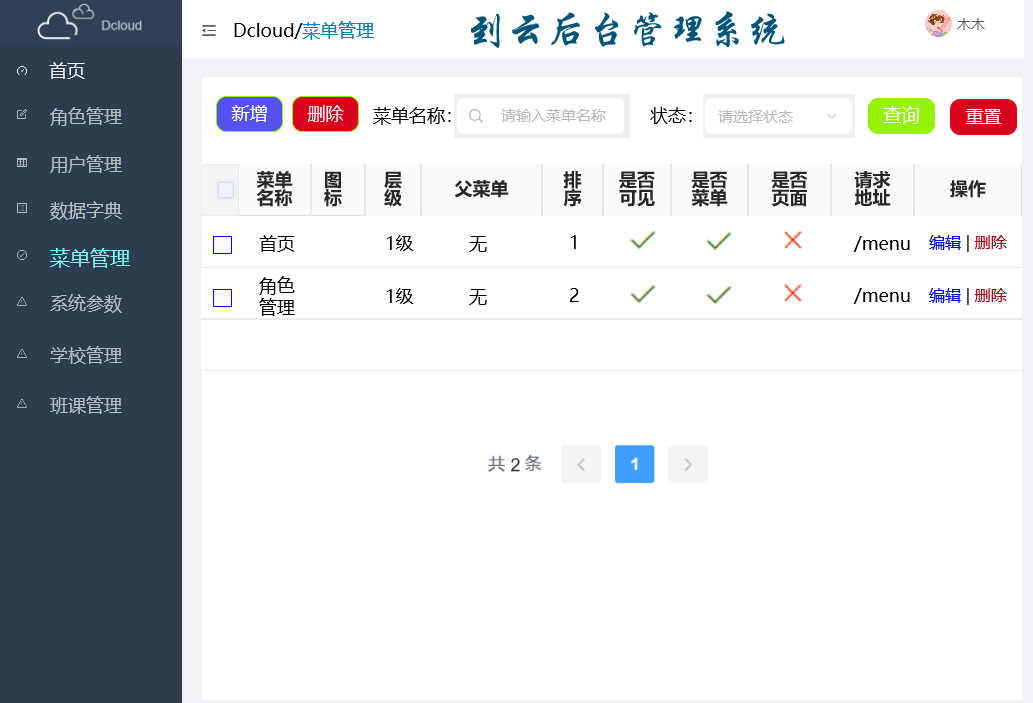 Dcloud
首页
角色管理
用户管理
数据字典
菜单管理
系统参数
学校管理
班课管理
Dcloud/菜单管理
到云后台管理系统
木木
新增 删除 菜单名称: 请输入菜单名称 状态: 请选择状态 查询 重置
菜单名称 图标 层级 父菜单 排序 是否可见 是否菜单 是否页面 请求地址 操作
首页 1级 无 1 /menu 编辑 | 删除
角色管理 1级 无 2 /menu 编辑 | 删除
共 2 条 1